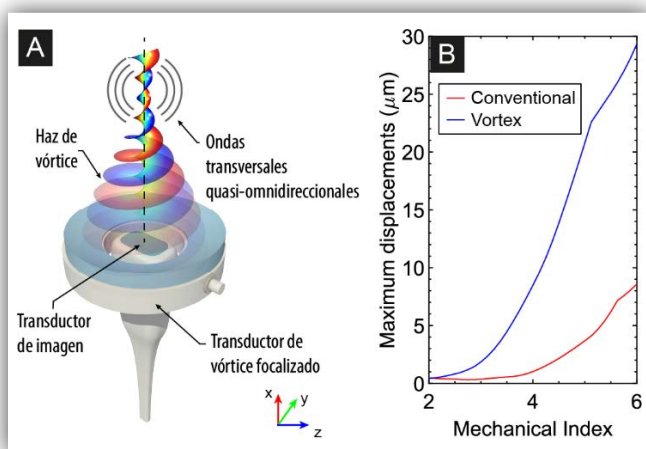 A
Haz de
vórtice
Ondas
transversales
quasi-omnidireccionales
Transductor
de imagen
Transductor de
vórtice focalizado
x
y
z
B
Maximum displacements (μm)
30
25
20
15
10
5
0
Conventional
Vortex
2
4
6
Mechanical Index